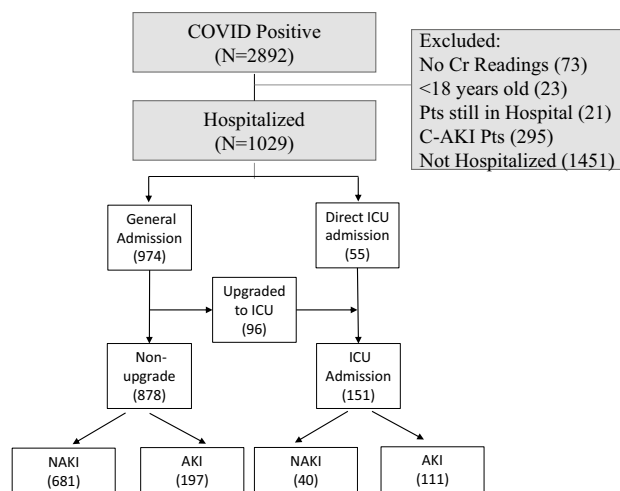 COVID Positive
(N=2892)
Excluded:
No Cr Readings (73)
<18 years old (23)
Pts still in Hospital (21)
C-AKI Pts (295)
Not Hospitalized (1451)
Hospitalized
(N=1029)
General
Admission
(974)
Direct ICU
admission
(55)
Upgraded
to ICU
(96)
Non-
upgrade
(878)
ICU
Admission
(151)
NAKI
(681)
AKI
(197)
NAKI
(40)
AKI
(111)